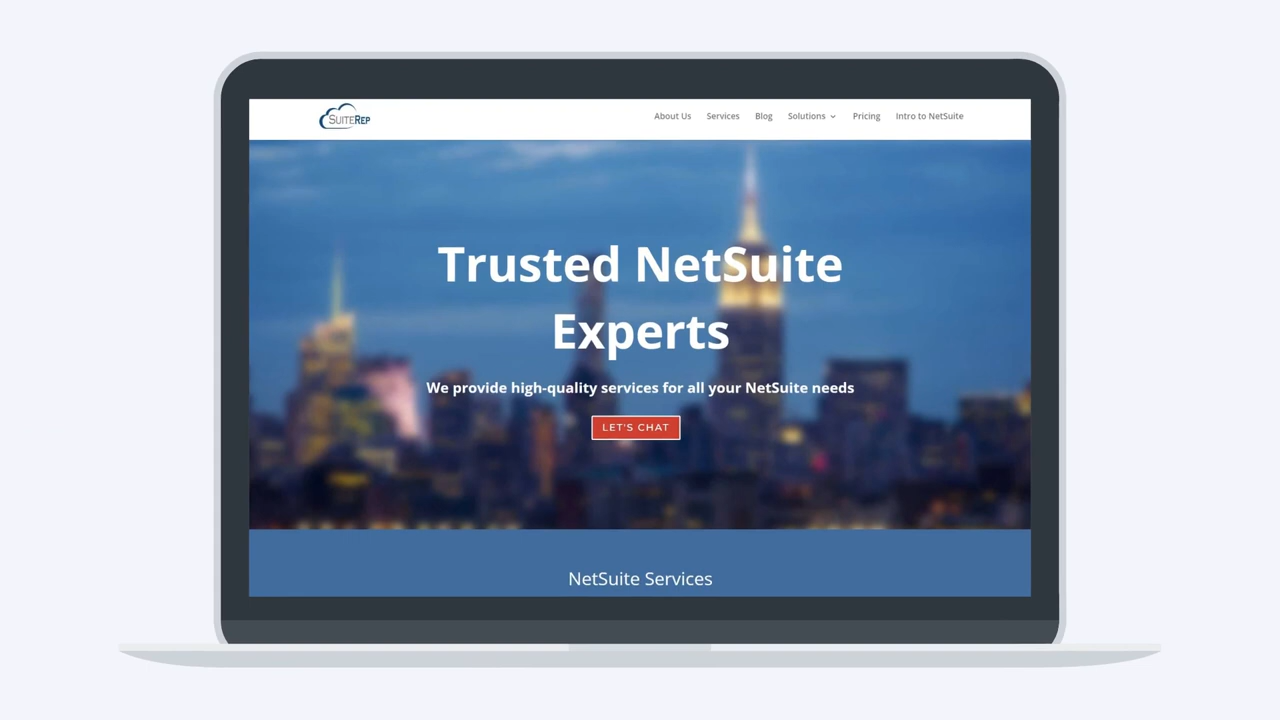 SUITEREP
About Us Services Blog Solutions Pricing Intro to NetSuite
Trusted NetSuite
Experts
We provide high-quality services for all your NetSuite needs
LET'S CHAT
NetSuite Services